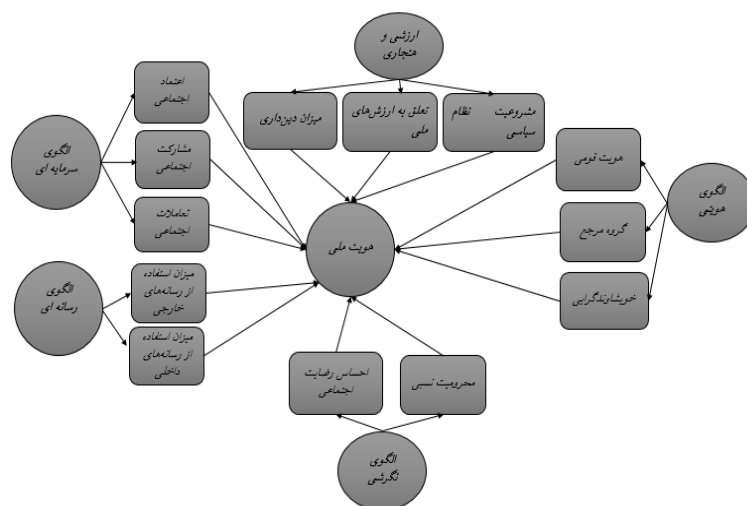 ارزشی و
هنجاری
میزان دین‌داری
تعلق به ارزش‌های
ملی
مشروعیت نظام
سیاسی
اعتماد
اجتماعی
مشارکت
اجتماعی
تعاملات
اجتماعی
الگوی
سرمایه ای
هویت قومی
گروه مرجع
خویشاوندگرایی
الگوی
هویتی
هویت ملی
الگوی
رسانه ای
میزان استفاده
از رسانه‌های
خارجی
میزان استفاده
از رسانه‌های
داخلی
احساس رضایت
اجتماعی
محرومیت نسبی
الگوی
نگرشی